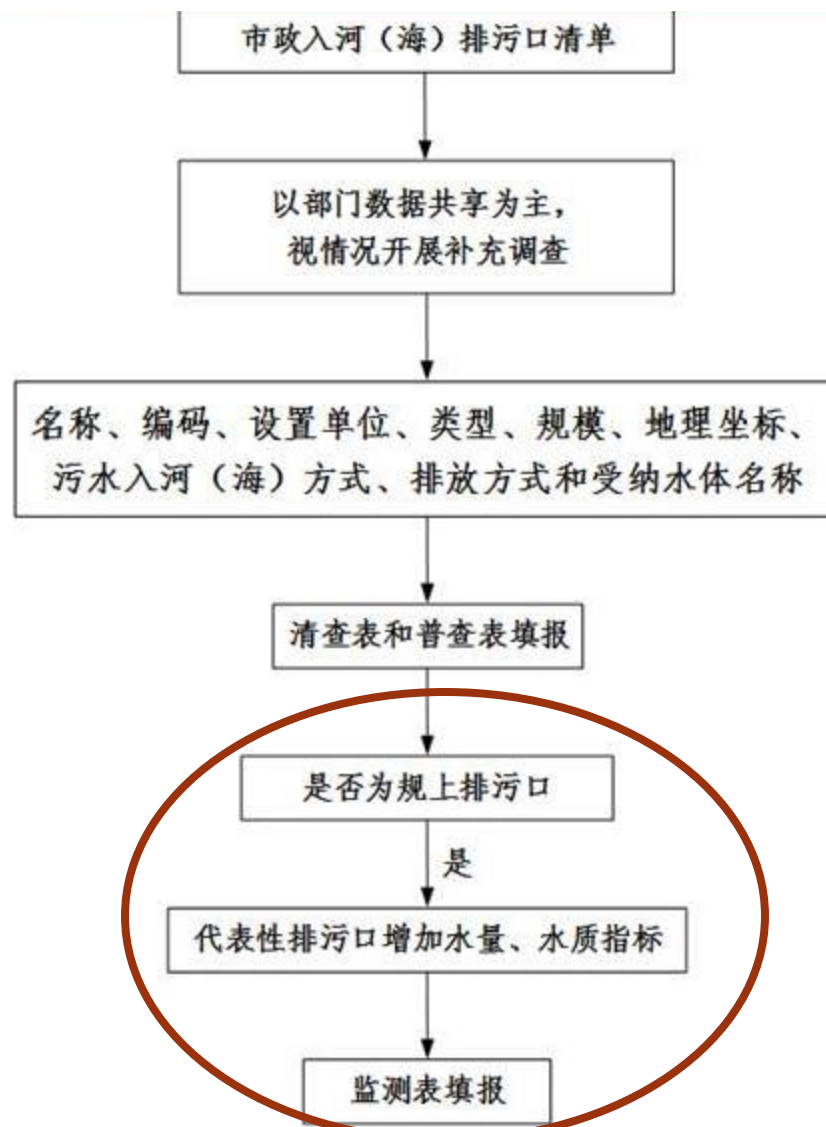 市政入河（海）排污口清单
以部门数据共享为主，
视情况开展补充调查
名称、编码、设置单位、类型、规模、地理坐标、
污水入河（海）方式、排放方式和受纳水体名称
清查表和普查表填报
是否为规上排污口
是
代表性排污口增加水量、水质指标
监测表填报